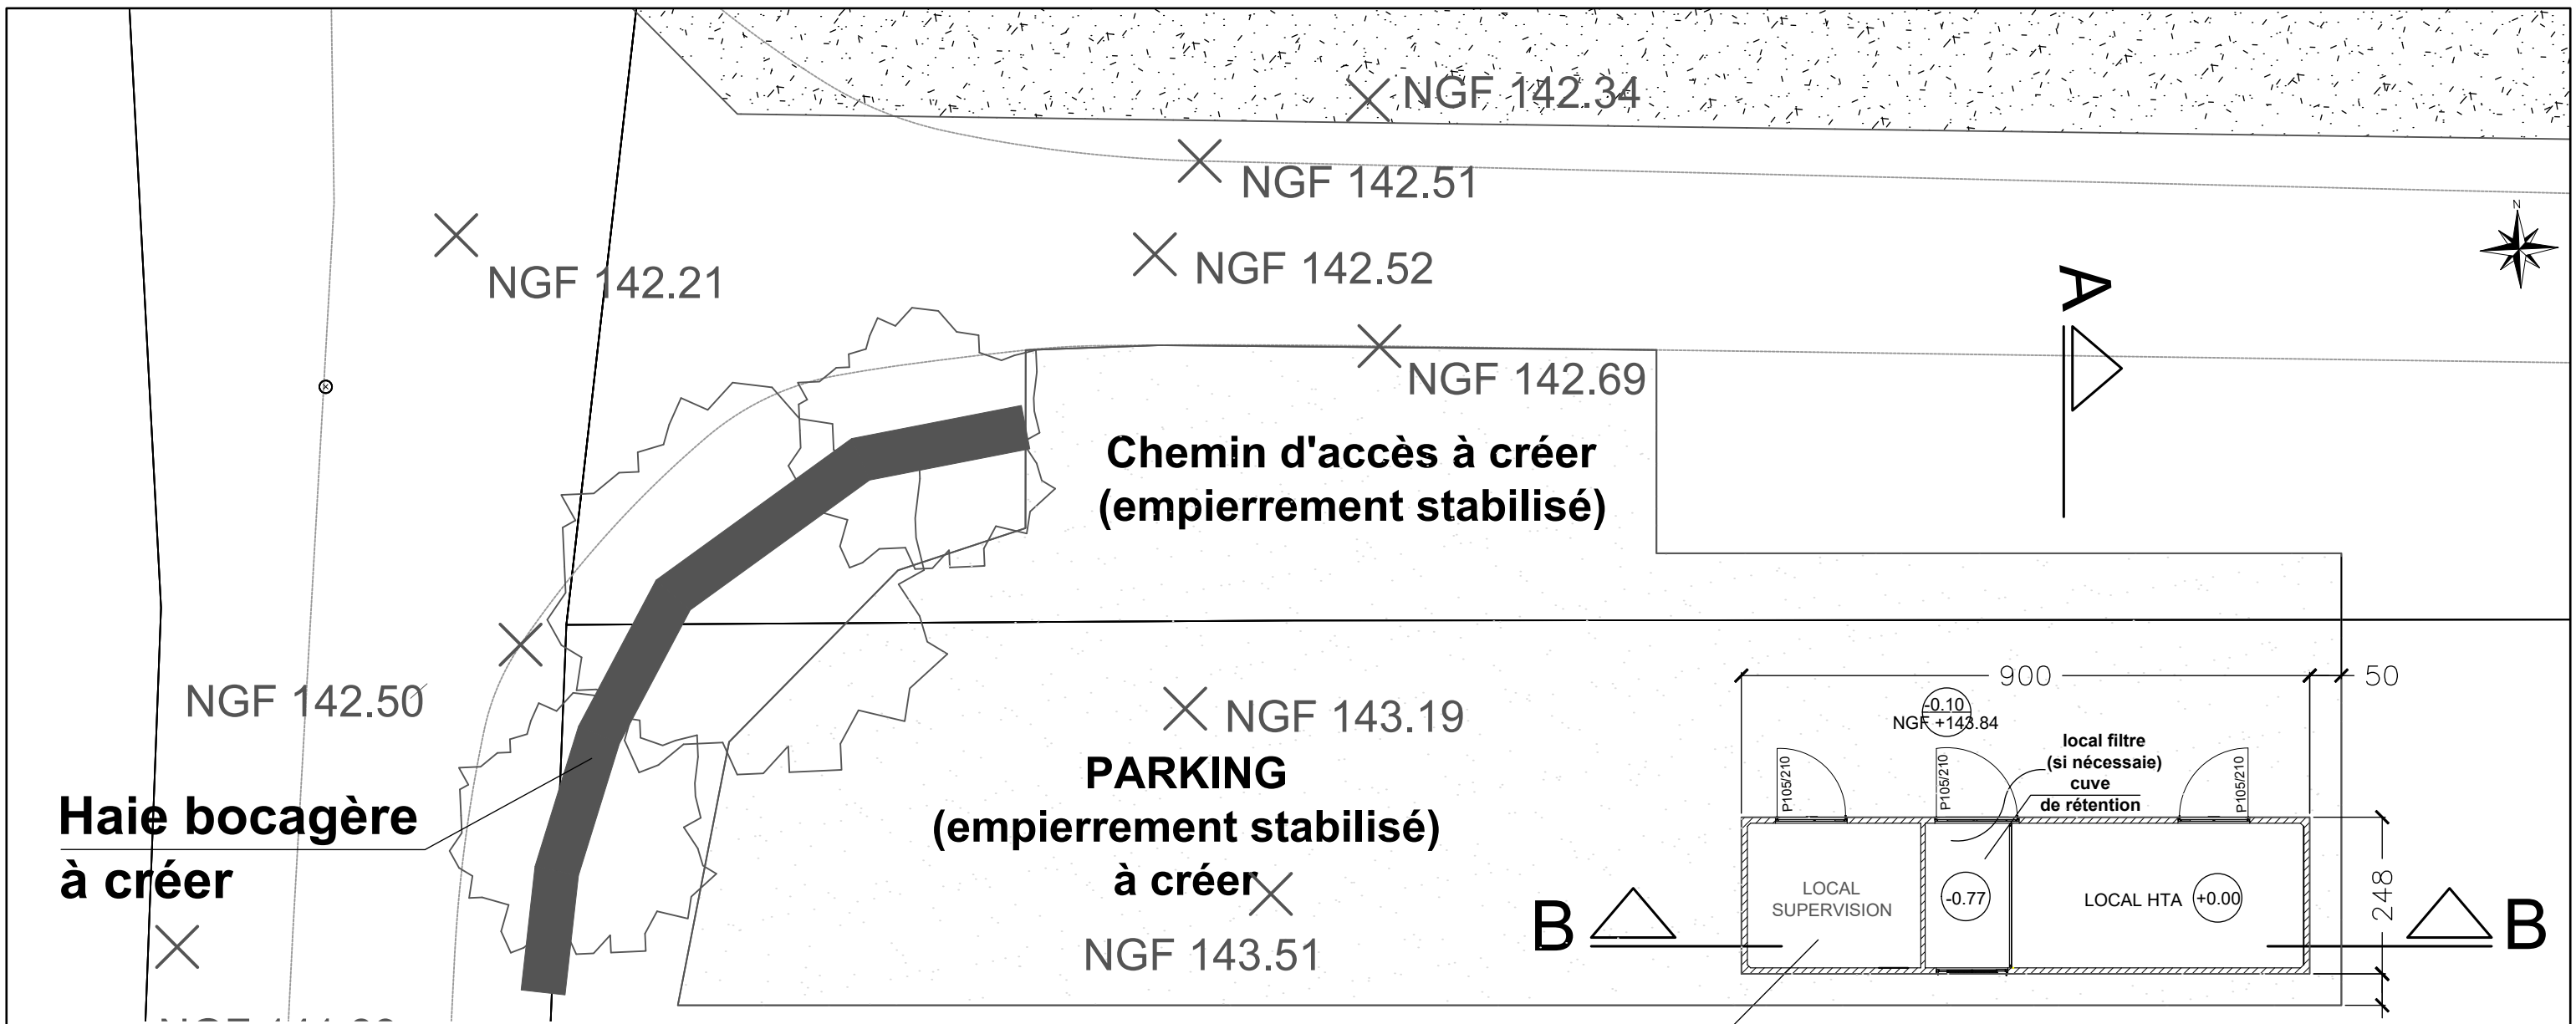 NGF 142.34
NGF 142.51
N
NGF 142.21
NGF 142.52
A
NGF 142.69
Chemin d'accès à créer
(empierrement stabilisé)
NGF 142.50
NGF 143.19
900
50
-0.10
NGF +143.84
local filtre
(si nécessaie)
cuve
de rétention
P105/210
P105/210
P105/210
PARKING
(empierrement stabilisé)
à créer
Haie bocagère
à créer
NGF 143.51
B
LOCAL
SUPERVISION
-0.77
LOCAL HTA
+0.00
248
B